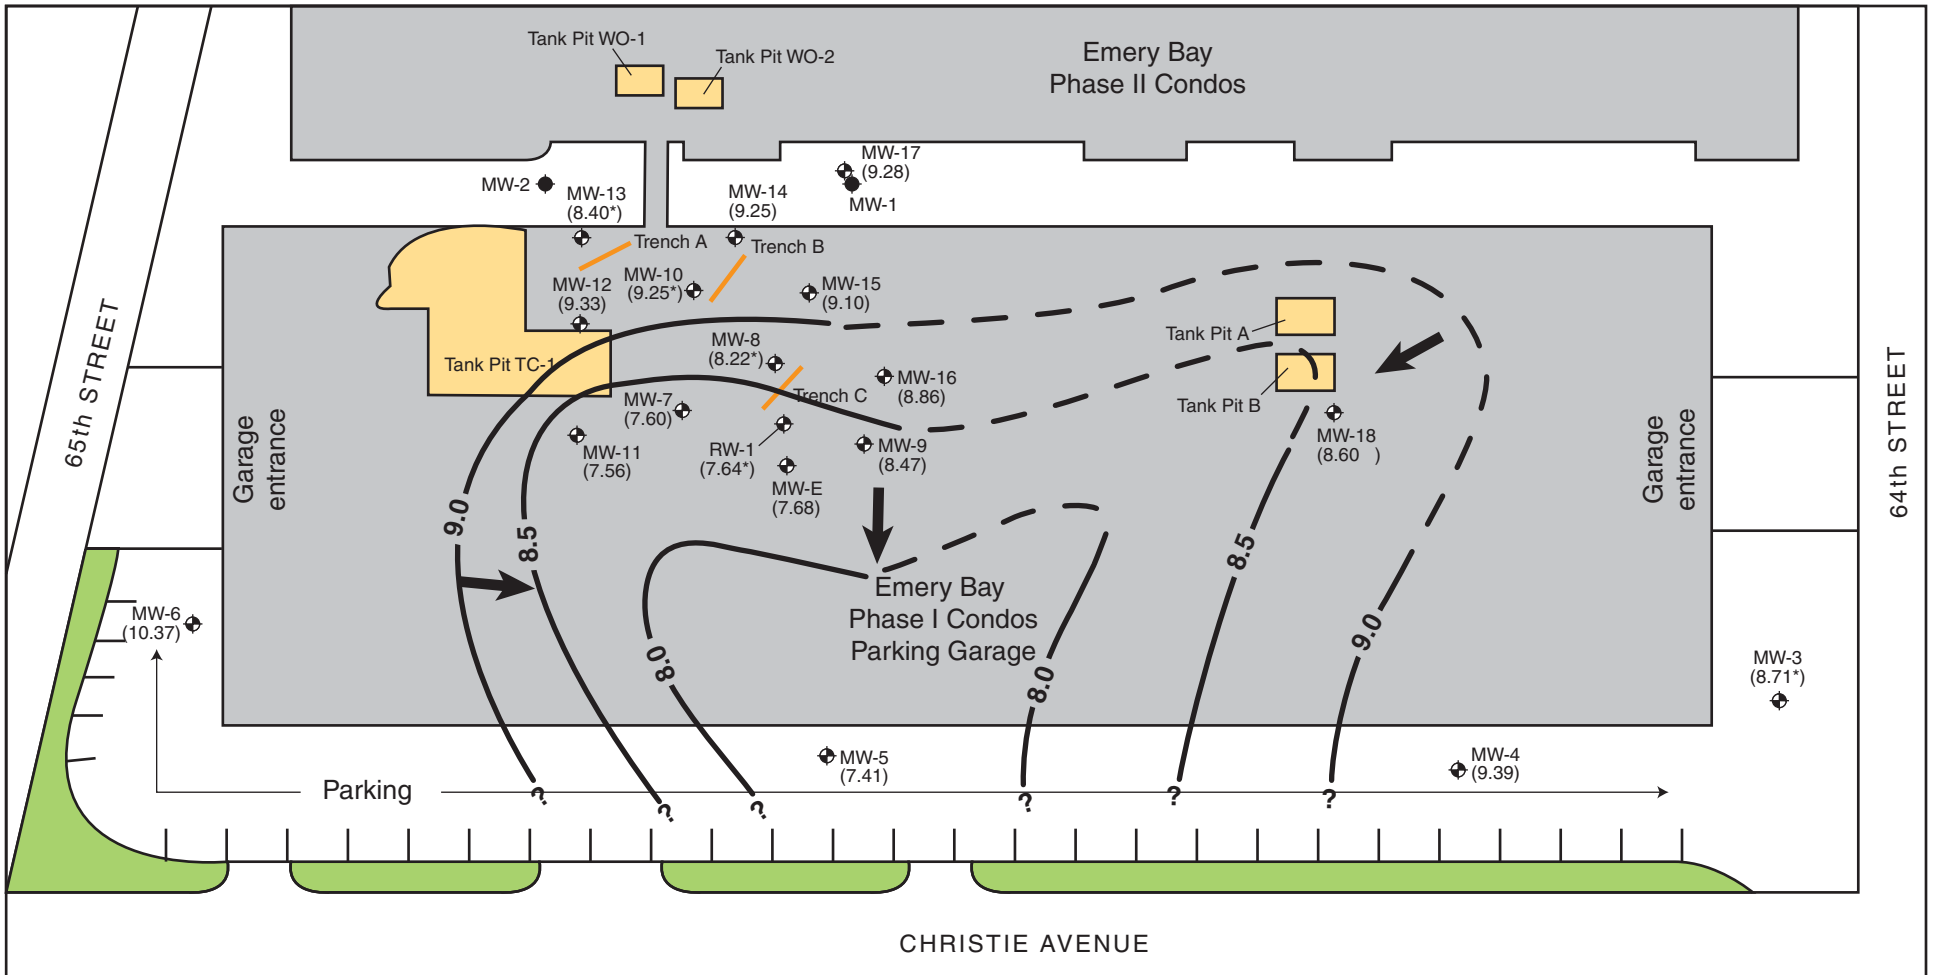 Tank Pit WO-1
Tank Pit WO-2
Emery Bay
Phase II Condos
MW-17
(9.28)
MW-2
MW-13
(8.40*)
MW-14
(9.25)
MW-1
Trench A
Trench B
MW-10
(9.25*)
MW-12
(9.33)
MW-15
(9.10)
Tank Pit A
MW-8
(8.22*)
Tank Pit TC-1
MW-16
(8.86)
Trench C
MW-7
(7.60)
Tank Pit B
MW-18
(8.60 )
RW-1
(7.64*)
MW-9
(8.47)
MW-11
(7.56)
MW-E
(7.68)
65th STREET
Garage
entrance
Garage
entrance
64th STREET
9.0
8.5
8.5
Emery Bay
Phase I Condos
Parking Garage
MW-6
(10.37)
8.0
8.0
9.0
MW-3
(8.71*)
MW-5
(7.41)
MW-4
(9.39)
Parking
?
?
?
?
?
?
CHRISTIE AVENUE